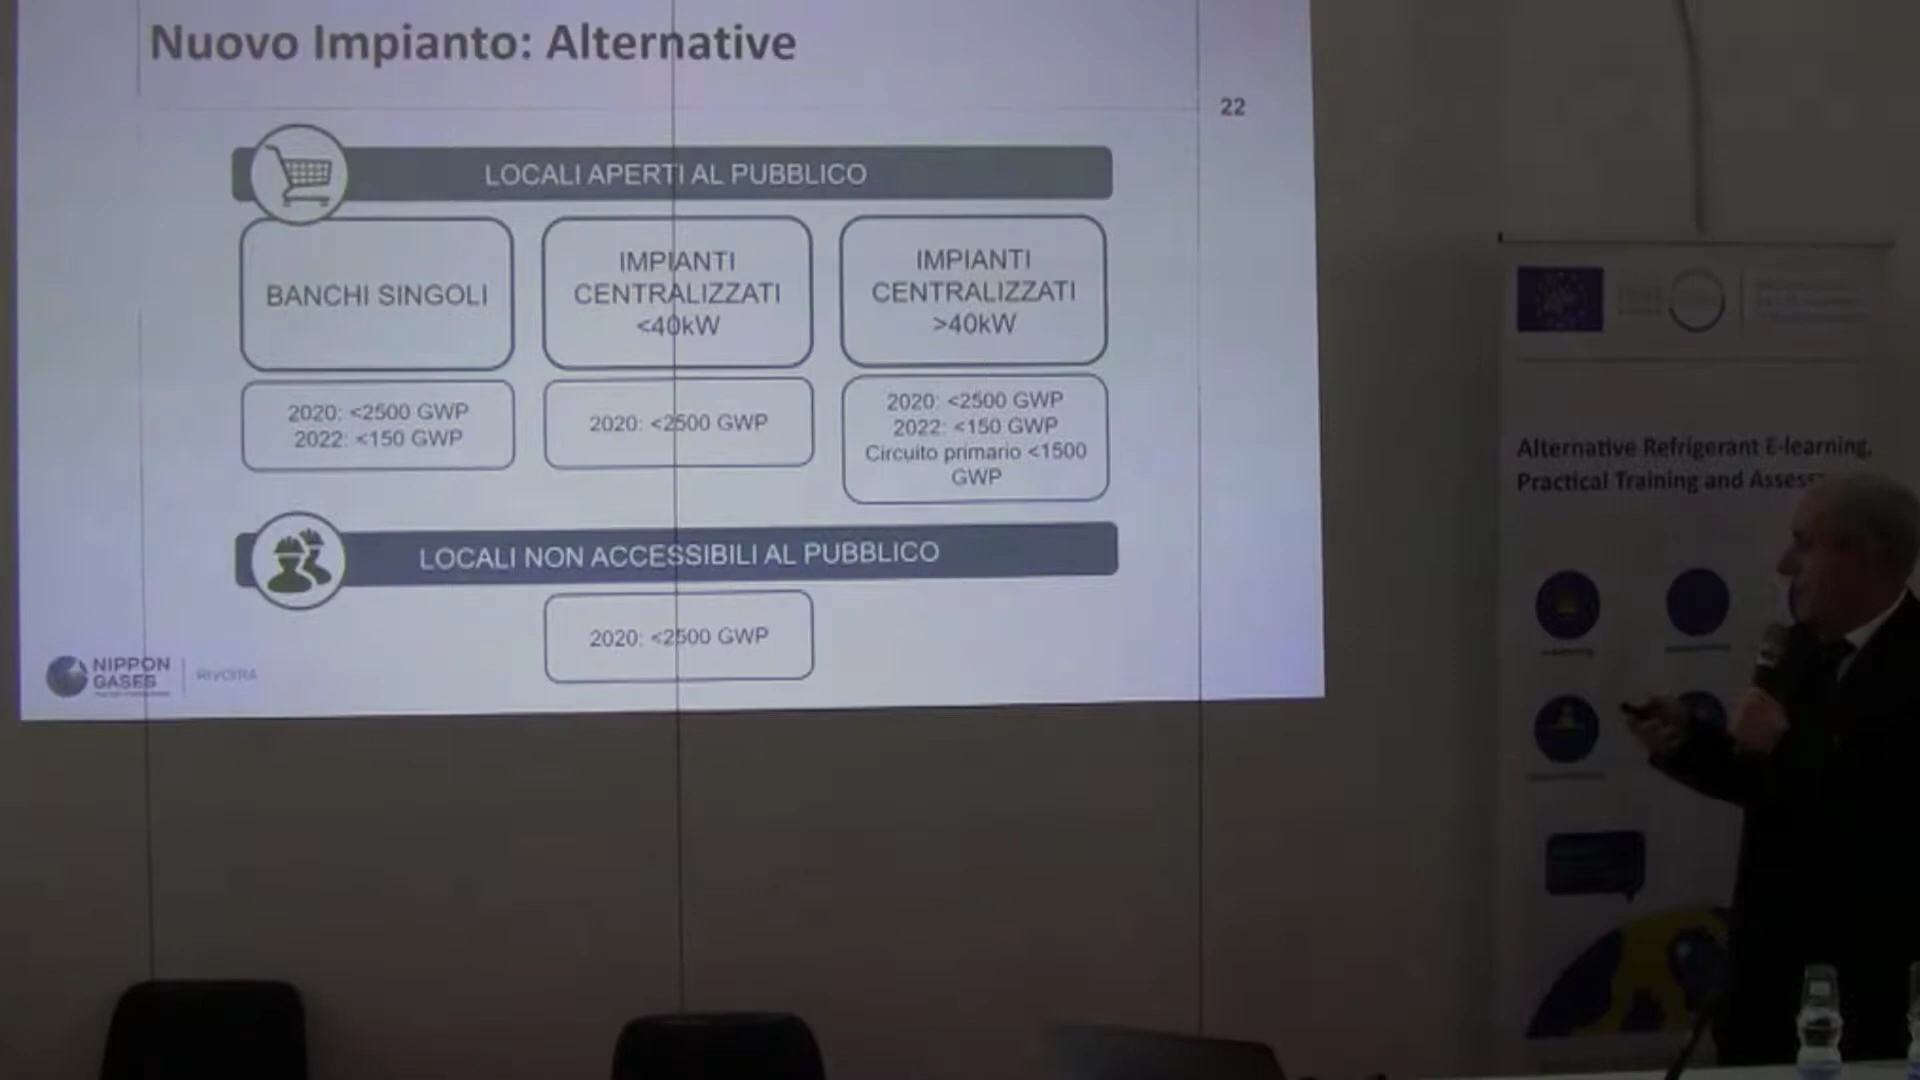 Nuovo Impianto: Alternative
22
LOCALI APERTI AL PUBBLICO
BANCHI SINGOLI
IMPIANTI
CENTRALIZZATI
<40kW
IMPIANTI
CENTRALIZZATI
>40kW
2020: <2500 GWP
2022: <150 GWP
2020: <2500 GWP
2020: <2500 GWP
2022: <150 GWP
Circuito primario <1500
GWP
LOCALI NON ACCESSIBILI AL PUBBLICO
2020: <2500 GWP
NIPPON
GASES
RIVOIRA
Alternative Refrigerant E-learning,
Practical Training and